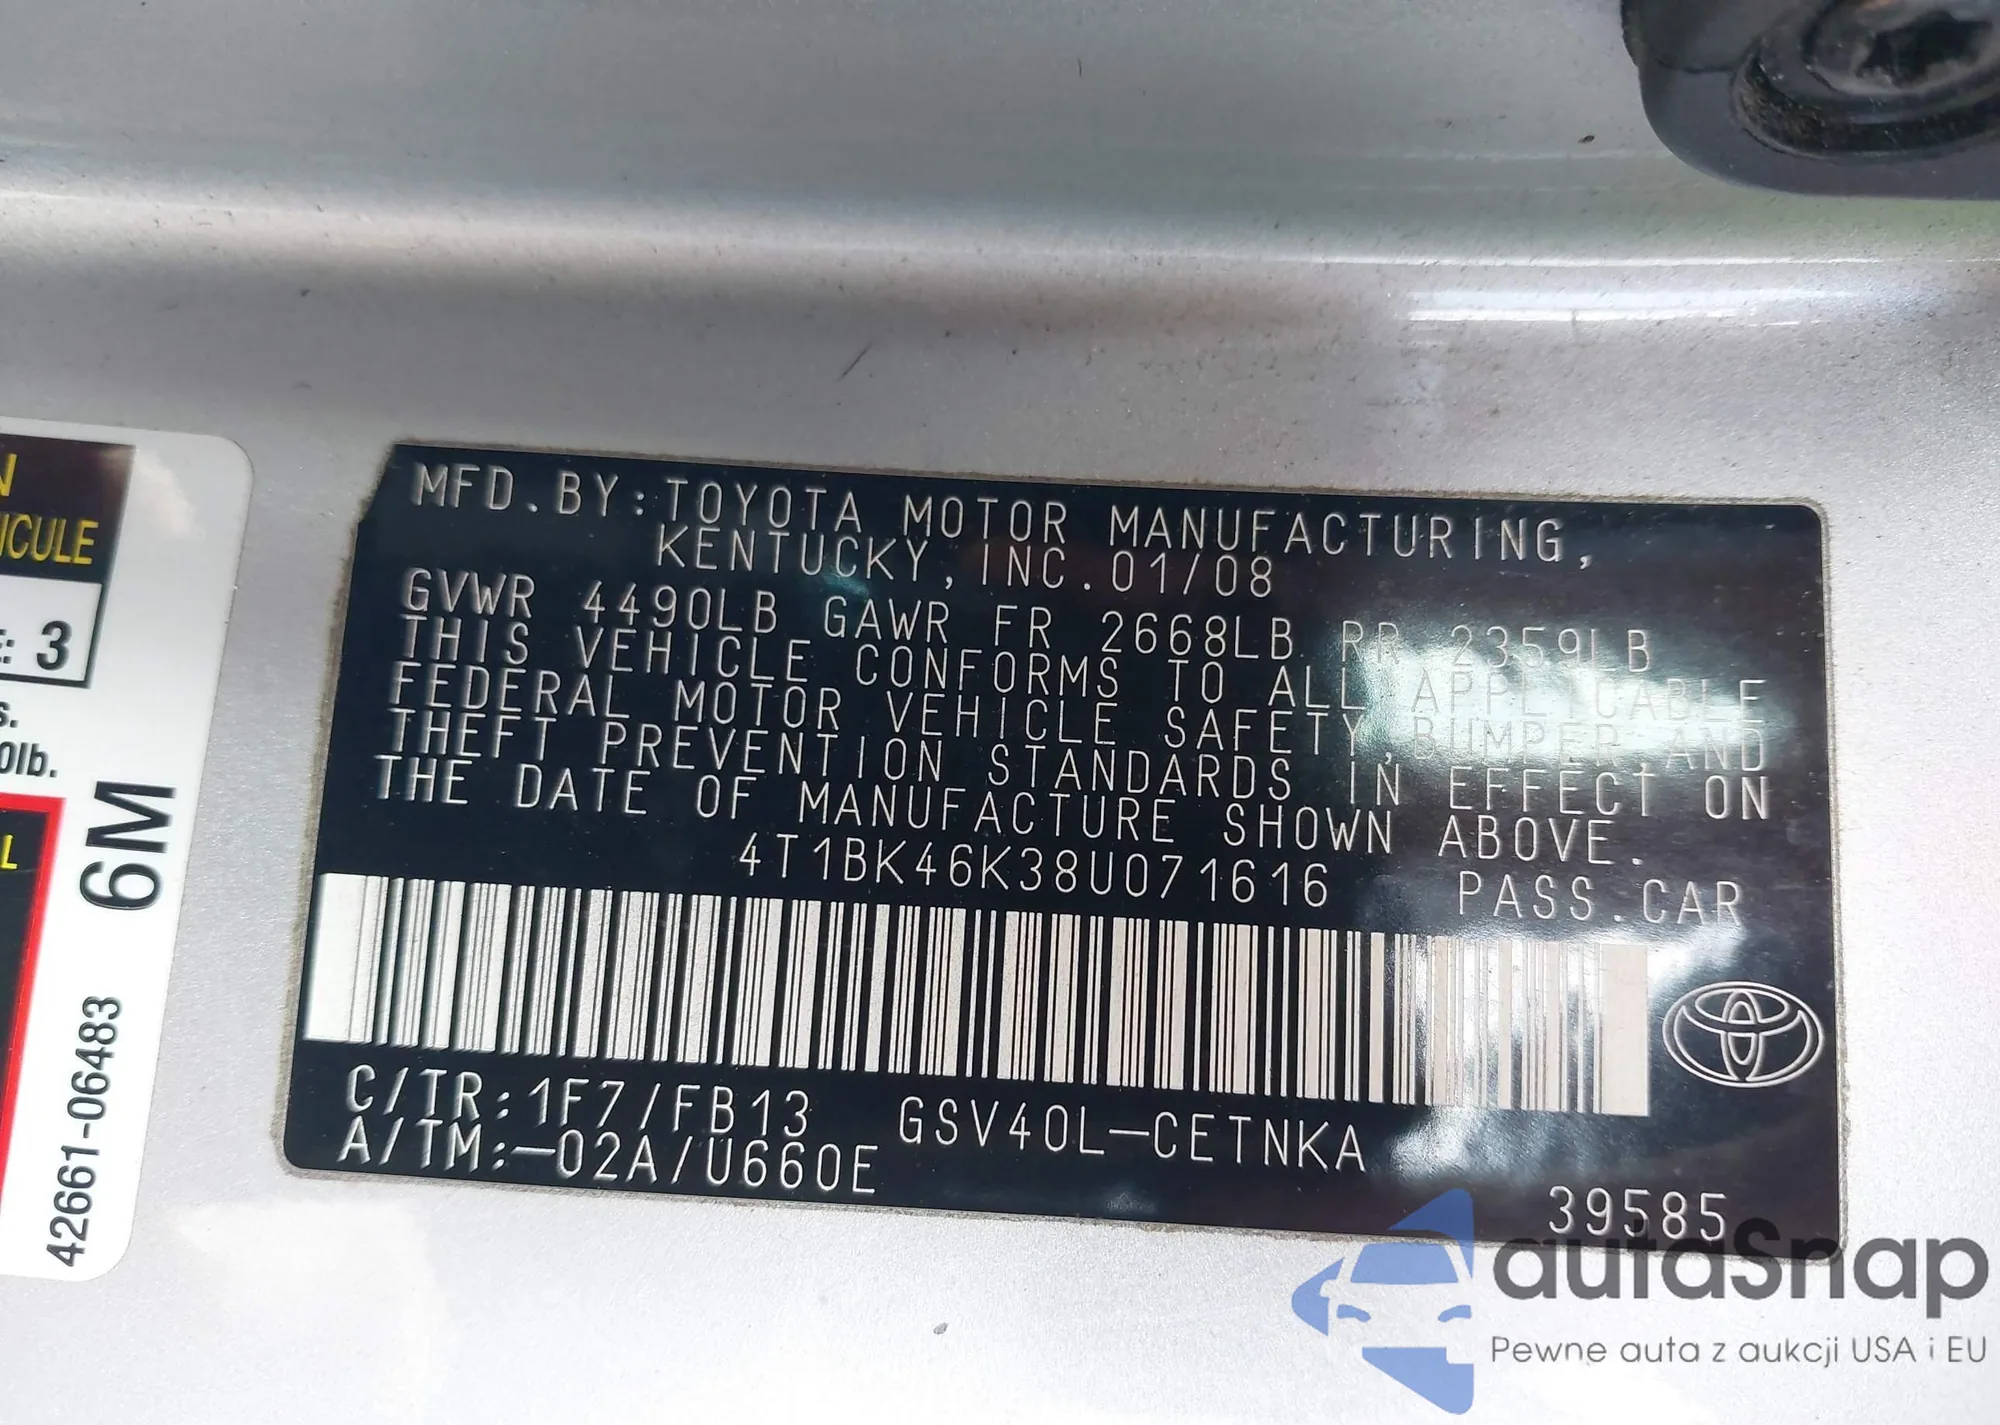 MFD.BY:TOYOTA MOTOR MANUFACTURING,
KENTUCKY,INC.01/08
GVWR 4490LB GAWR FR 2668LB RR 2359LB
THIS VEHICLE CONFORMS TO ALL APPLICABLE
FEDERAL MOTOR VEHICLE SAFETY,BUMPER,AND
THEFT PREVENTION STANDARDS IN EFFECT ON
THE DATE OF MANUFACTURE SHOWN ABOVE.
4T1BK46K38U071616 PASS.CAR
C/TR:1F7/FB13 GSV40L-CETNKA
A/TM:-02A/U660E
39585
3
0lb.
6M
42661-06483
autaSnap
Pewne auta z aukcji USA i EU